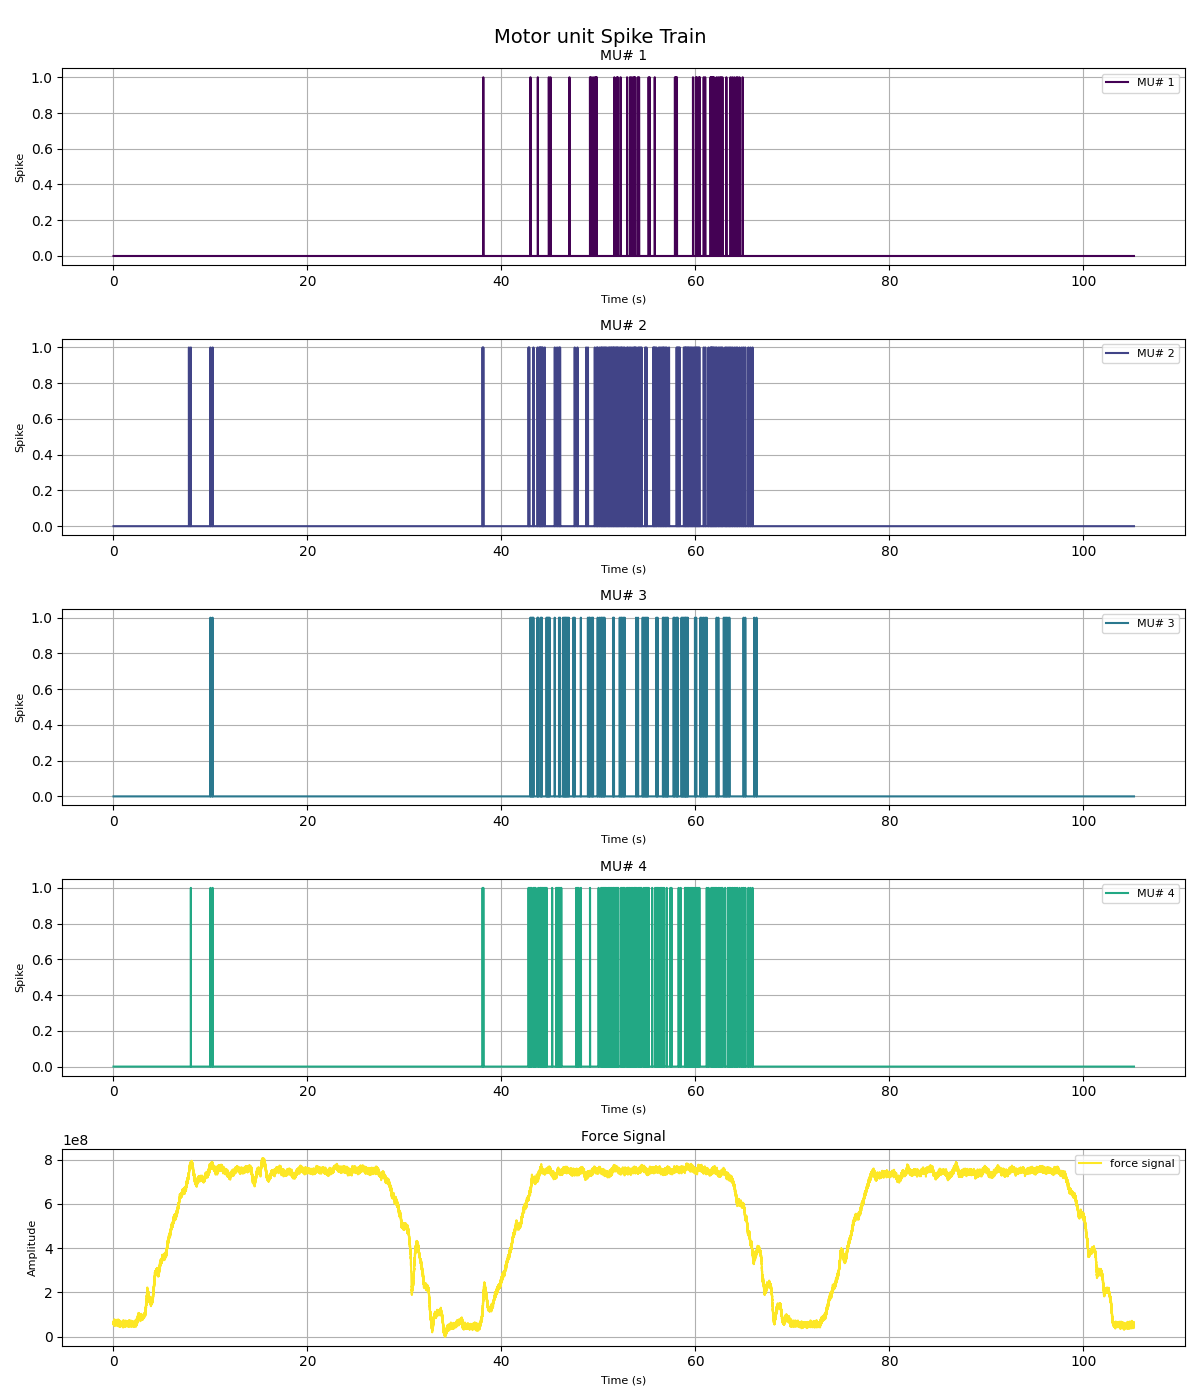 Motor unit Spike Train
MU# 1
1.0
0.8
0.6
0.4
0.2
0.0
Spike
MU# 1
0 20 40 60 80 100
Time (s)
MU# 2
1.0
0.8
0.6
0.4
0.2
0.0
Spike
MU# 2
0 20 40 60 80 100
Time (s)
MU# 3
1.0
0.8
0.6
0.4
0.2
0.0
Spike
MU# 3
0 20 40 60 80 100
Time (s)
MU# 4
1.0
0.8
0.6
0.4
0.2
0.0
Spike
MU# 4
0 20 40 60 80 100
Time (s)
Force Signal
1e8
8
6
4
2
0
Amplitude
force signal
0 20 40 60 80 100
Time (s)